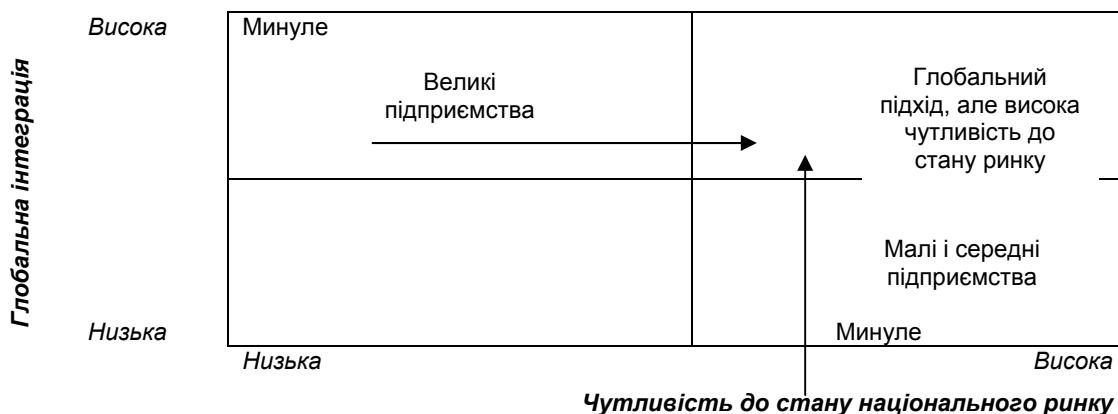 Глобальна інтеграція
Висока
Минуле
Великі
підприємства
Глобальний
підхід, але висока
чутливість до
стану ринку
Малі і середні
підприємства
Низька
Минуле
Низька
Висока
Чутливість до стану національного ринку